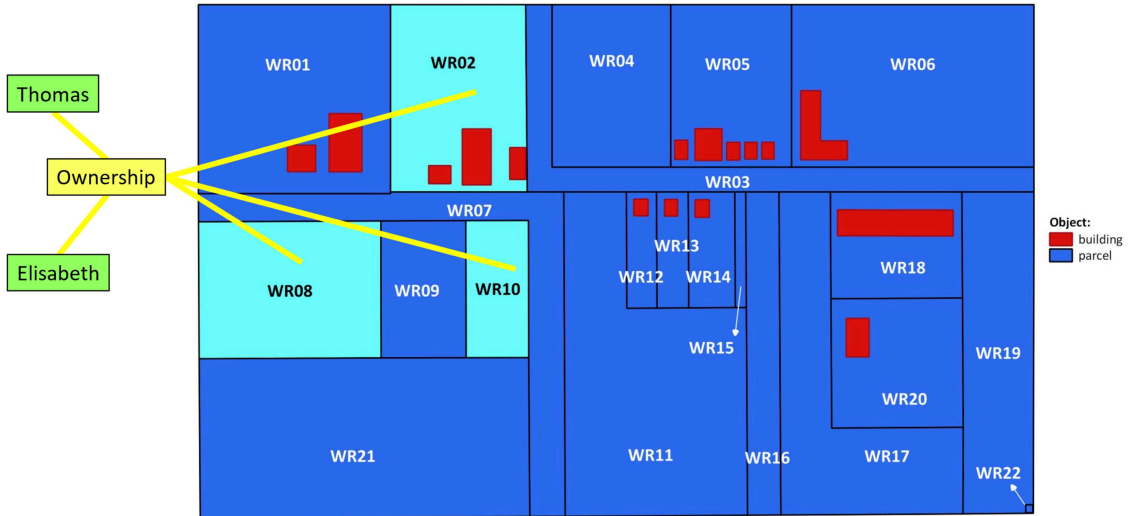 Thomas
Ownership
Elisabeth
WR01
WR02
WR04
WR05
WR06
WR03
WR07
WR08
WR09
WR10
WR13
WR12
WR14
WR18
WR15
WR19
WR20
WR21
WR11
WR16
WR17
WR22
Object:
building
parcel